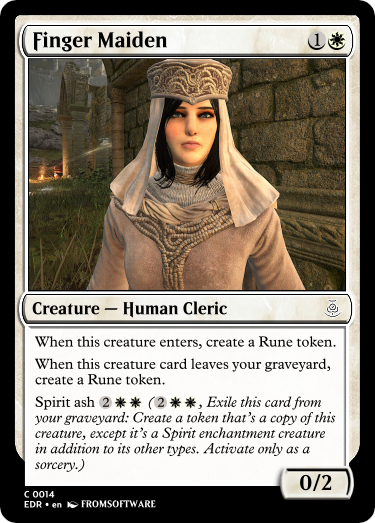 Finger Maiden 1
Creature — Human Cleric
When this creature enters, create a Rune token.
When this creature card leaves your graveyard,
create a Rune token.
Spirit ash 2 (2, Exile this card from
your graveyard: Create a token that's a copy of this
creature, except it's a Spirit enchantment creature
in addition to its other types. Activate only as a
sorcery.)
0/2
C 0014
EDR • en FROMSOFTWARE